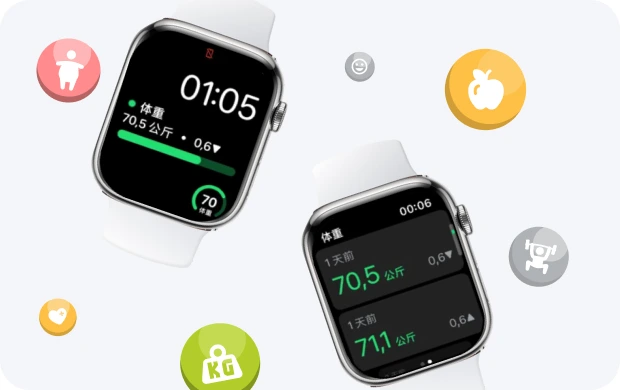 01:05
体重
70,5 公斤 • 0,6▼
70
体重
00:06
体重
1 天前
70,5 公斤 0,6▼
1 天前
71,1 公斤 0,6▲
KG